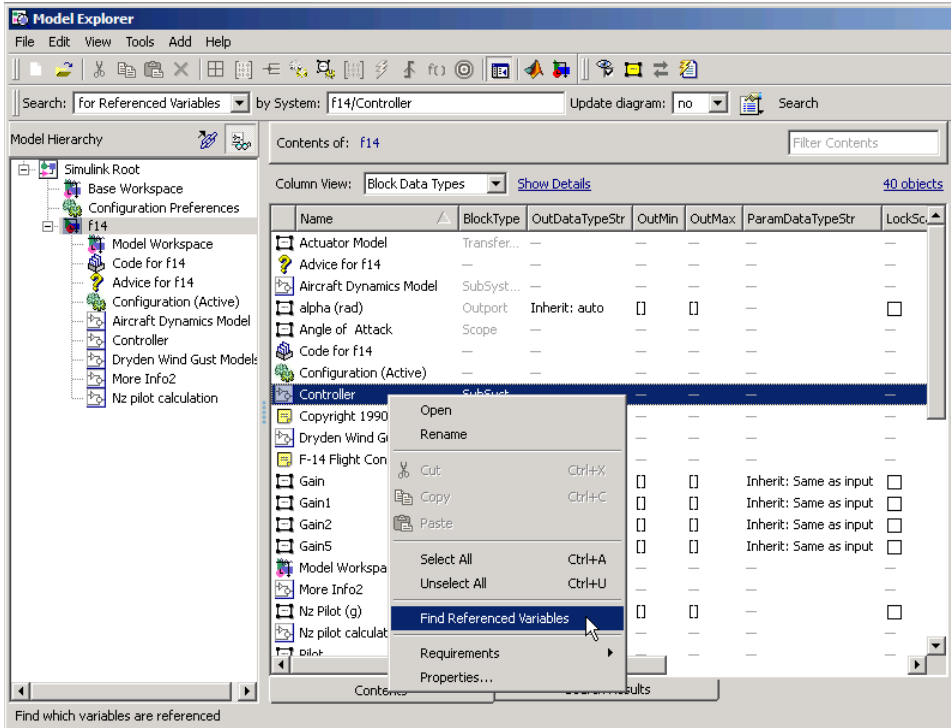 Model Explorer
File Edit View Tools Add Help
Search: for Referenced Variables by System: f14/Controller Update diagram: no Search
Model Hierarchy
Simulink Root
Base Workspace
Configuration Preferences
f14
Model Workspace
Code for f14
Advice for f14
Configuration (Active)
Aircraft Dynamics Model
Controller
Dryden Wind Gust Models
More Info2
Nz pilot calculation
Contents of: f14 Filter Contents
Column View: Block Data Types Show Details 40 objects
Name BlockType OutDataTypeStr OutMin OutMax ParamDataTypeStr LockSc
Actuator Model Transfer... — — — — —
Advice for f14 — — — — — —
Aircraft Dynamics Model SubSyst... — — — — —
alpha (rad) Outport Inherit: auto [] [] —
Angle of Attack Scope — — — — —
Code for f14 — — — — — —
Configuration (Active) — — — — — —
Controller SubSyst — — — —
Copyright 1990 — — — —
Dryden Wind G — — — —
F-14 Flight Con — — — —
Gain [] [] Inherit: Same as input
Gain1 [] [] Inherit: Same as input
Gain2 [] [] Inherit: Same as input
Gain5 [] [] Inherit: Same as input
Model Workspa — — — —
More Info2 — — — —
Nz Pilot (g) [] [] —
Nz pilot calculat — — — —
Pilot — — — —
Open
Rename
Cut Ctrl+X
Copy Ctrl+C
Paste
Select All Ctrl+A
Unselect All Ctrl+U
Find Referenced Variables
Requirements
Properties...
Contents Search Results
Find which variables are referenced